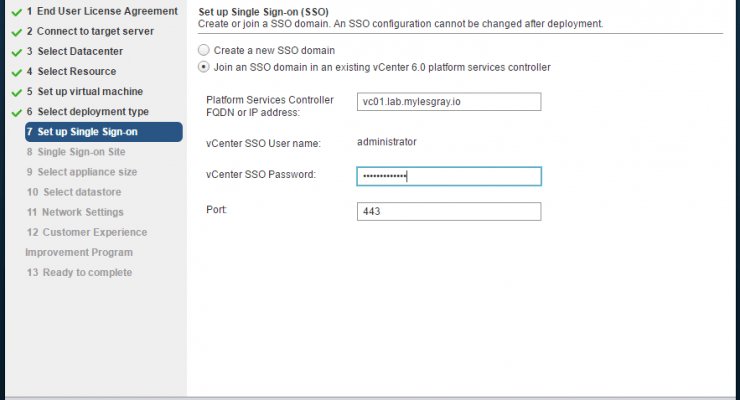 1 End User License Agreement
2 Connect to target server
3 Select Datacenter
4 Select Resource
5 Set up virtual machine
6 Select deployment type
7 Set up Single Sign-on
8 Single Sign-on Site
9 Select appliance size
10 Select datastore
11 Network Settings
12 Customer Experience
Improvement Program
13 Ready to complete
Set up Single Sign-on (SSO)
Create or join a SSO domain. An SSO configuration cannot be changed after deployment.
Create a new SSO domain
Join an SSO domain in an existing vCenter 6.0 platform services controller
Platform Services Controller
FQDN or IP address:
vc01.lab.mylesgray.io
vCenter SSO User name:
administrator
vCenter SSO Password:
•••••••••••••
Port:
443